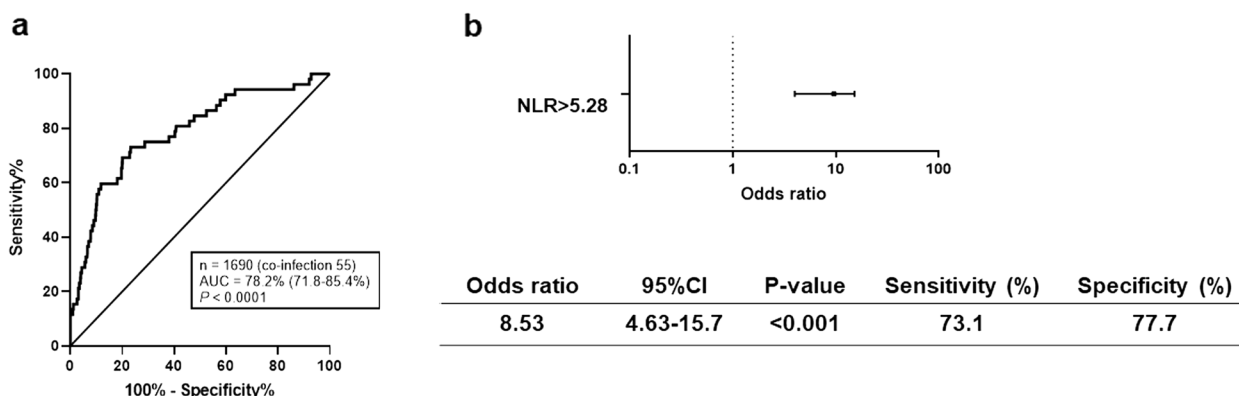 a
Sensitivity%
100
80
60
40
20
0
0 20 40 60 80 100
100% - Specificity%
n = 1690 (co-infection 55)
AUC = 78.2% (71.8-85.4%)
P < 0.0001
b
NLR>5.28
0.1 1 10 100
Odds ratio
Odds ratio 95%CI P-value Sensitivity (%) Specificity (%)
8.53 4.63-15.7 <0.001 73.1 77.7